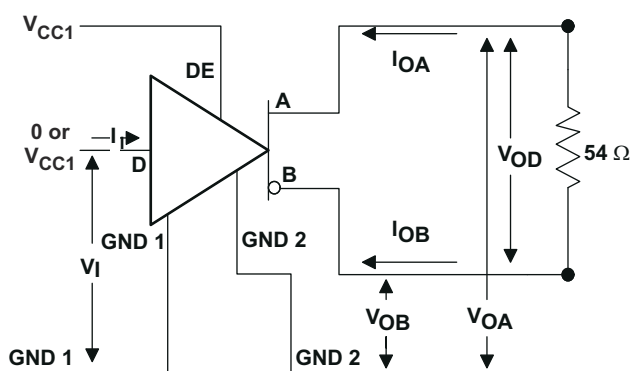 VCC1
DE
A
IOA
0 or
VCC1
II
D
B
VOD
54 Ω
GND 1
GND 2
IOB
VI
VOB
VOA
GND 1
GND 2